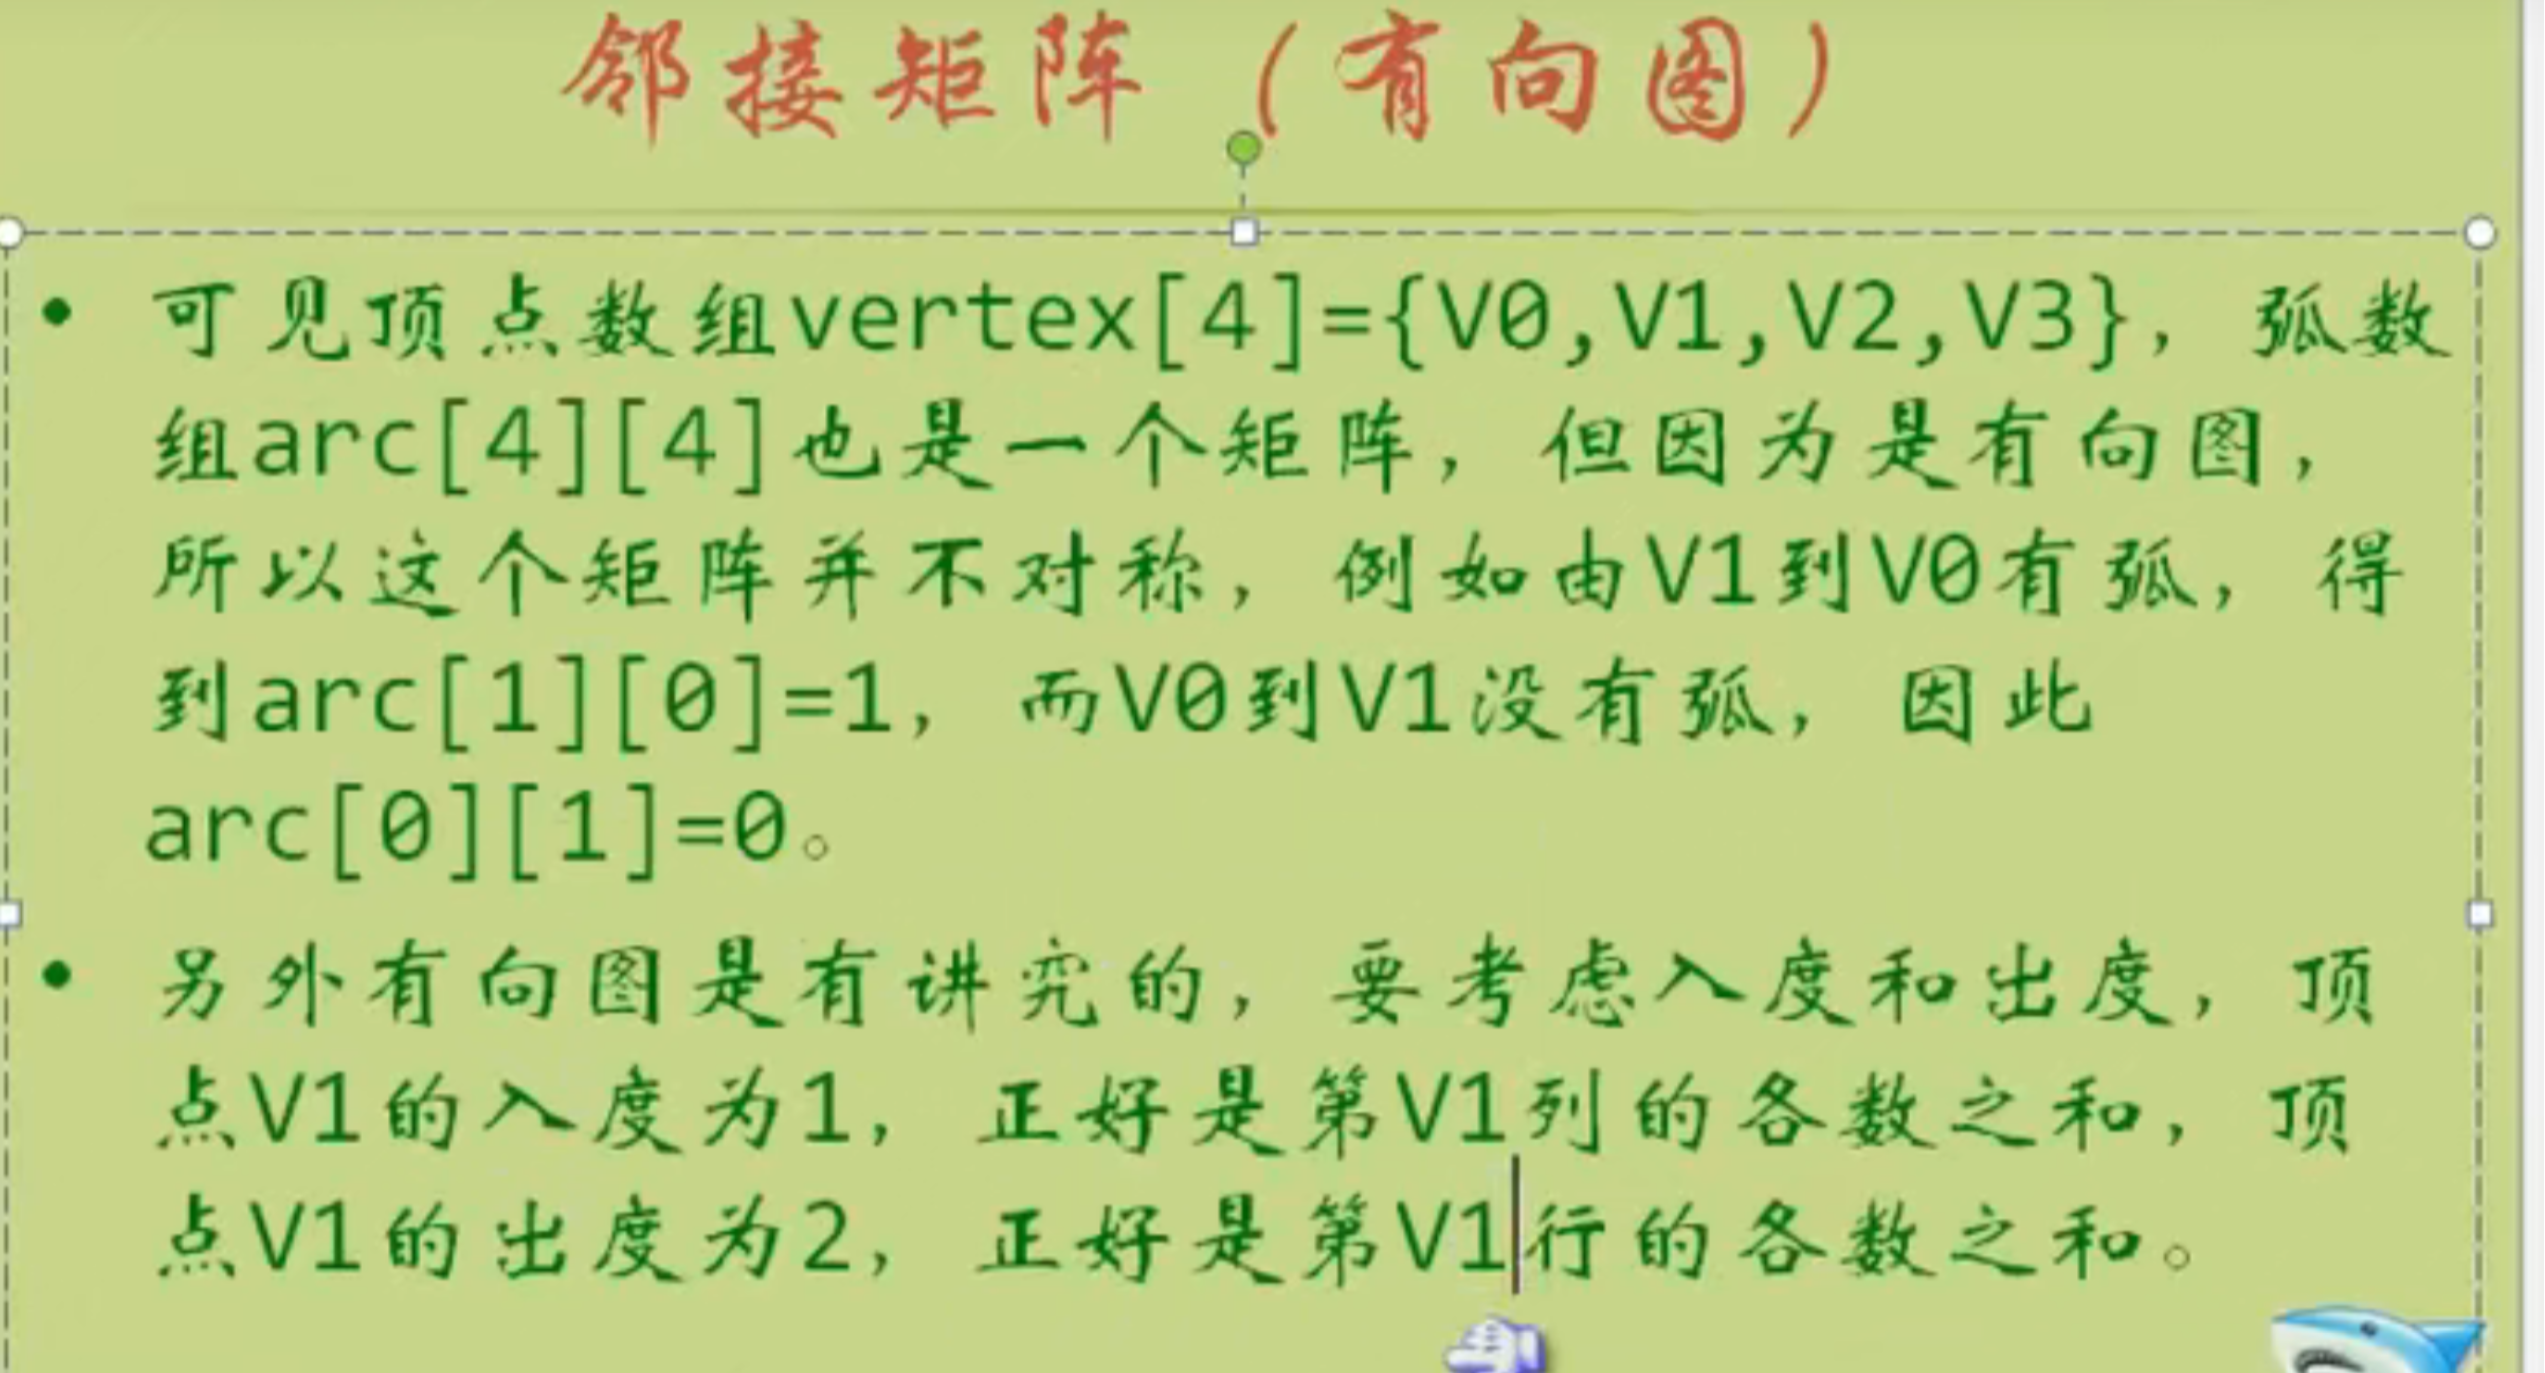 邻接矩阵（有向图）
• 可见顶点数组vertex[4]={V0,V1,V2,V3}，弧数
组arc[4][4]也是一个矩阵，但因为是有向图，
所以这个矩阵并不对称，例如由V1到V0有弧，得
到arc[1][0]=1，而V0到V1没有弧，因此
arc[0][1]=0。
• 另外有向图是有讲究的，要考虑入度和出度，顶
点V1的入度为1，正好是第V1列的各数之和，顶
点V1的出度为2，正好是第V1行的各数之和。